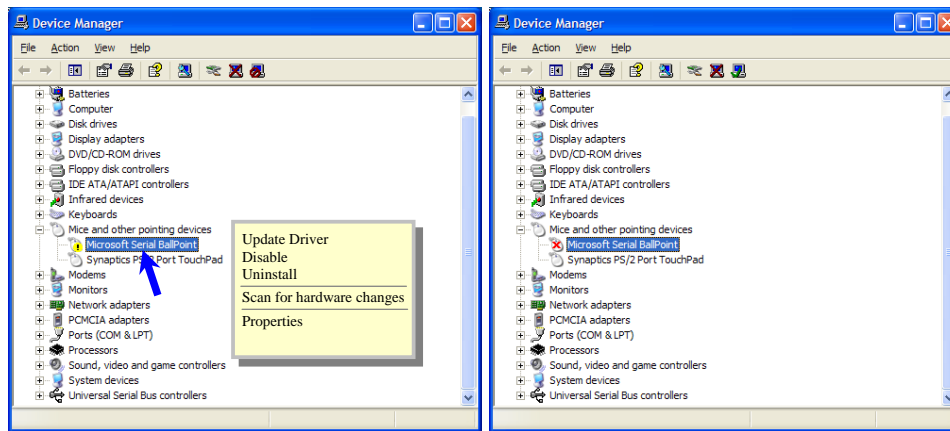 Device Manager
File Action View Help
Batteries
Computer
Disk drives
Display adapters
DVD/CD-ROM drives
Floppy disk controllers
IDE ATA/ATAPI controllers
Infrared devices
Keyboards
Mice and other pointing devices
Microsoft Serial BallPoint
Synaptics PS/2 Port TouchPad
Modems
Monitors
Network adapters
PCMCIA adapters
Ports (COM & LPT)
Processors
Sound, video and game controllers
System devices
Universal Serial Bus controllers
Update Driver
Disable
Uninstall
Scan for hardware changes
Properties
Device Manager
File Action View Help
Batteries
Computer
Disk drives
Display adapters
DVD/CD-ROM drives
Floppy disk controllers
IDE ATA/ATAPI controllers
Infrared devices
Keyboards
Mice and other pointing devices
Microsoft Serial BallPoint
Synaptics PS/2 Port TouchPad
Modems
Monitors
Network adapters
PCMCIA adapters
Ports (COM & LPT)
Processors
Sound, video and game controllers
System devices
Universal Serial Bus controllers